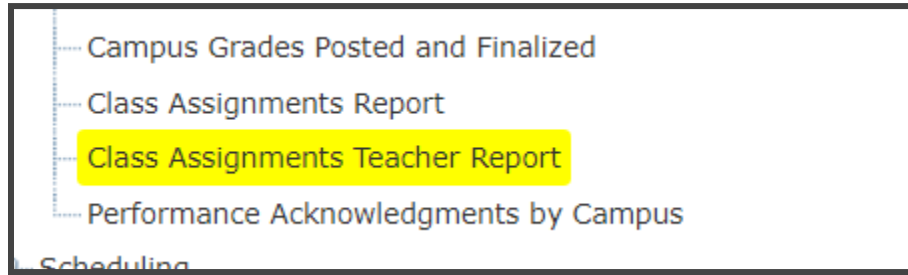 Campus Grades Posted and Finalized
Class Assignments Report
Class Assignments Teacher Report
Performance Acknowledgments by Campus
Scheduling